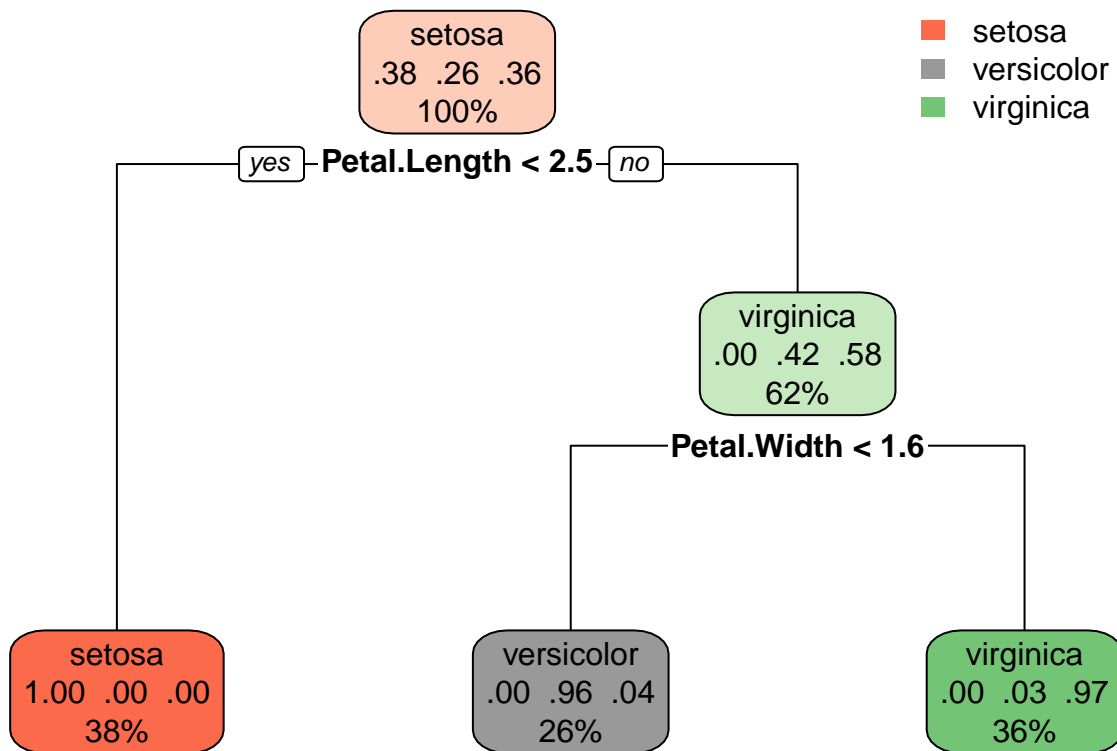 setosa
.38 .26 .36
100%
setosa
versicolor
virginica
yes Petal.Length < 2.5 no
virginica
.00 .42 .58
62%
Petal.Width < 1.6
setosa
1.00 .00 .00
38%
versicolor
.00 .96 .04
26%
virginica
.00 .03 .97
36%